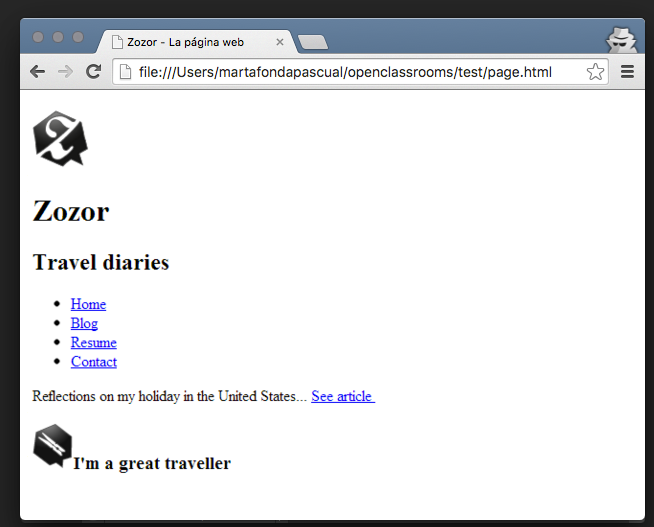 Zozor - La página web
file:///Users/martafondapascual/openclassrooms/test/page.html
Zozor
Travel diaries
Home
Blog
Resume
Contact
Reflections on my holiday in the United States... See article
I'm a great traveller